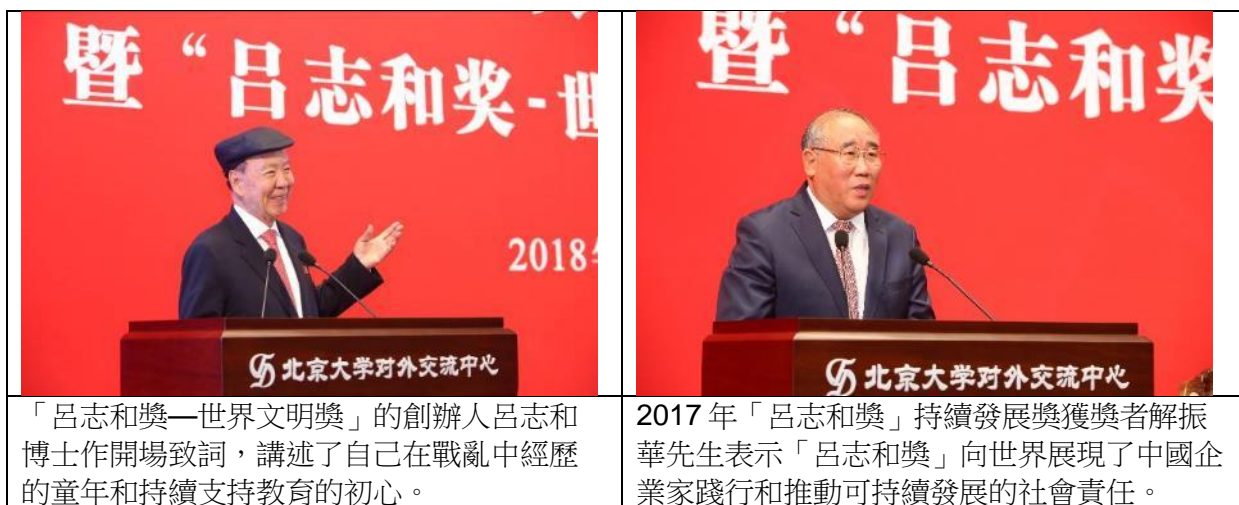 暨“吕志和奖-世
2018
北京大学对外交流中心
「呂志和獎—世界文明獎」的創辦人呂志和
博士作開場致詞，講述了自己在戰亂中經歷
的童年和持續支持教育的初心。
暨“吕志和奖
北京大学对外交流中心
2017 年「呂志和獎」持續發展獎獲獎者解振
華先生表示「呂志和獎」向世界展現了中國企
業家踐行和推動可持續發展的社會責任。